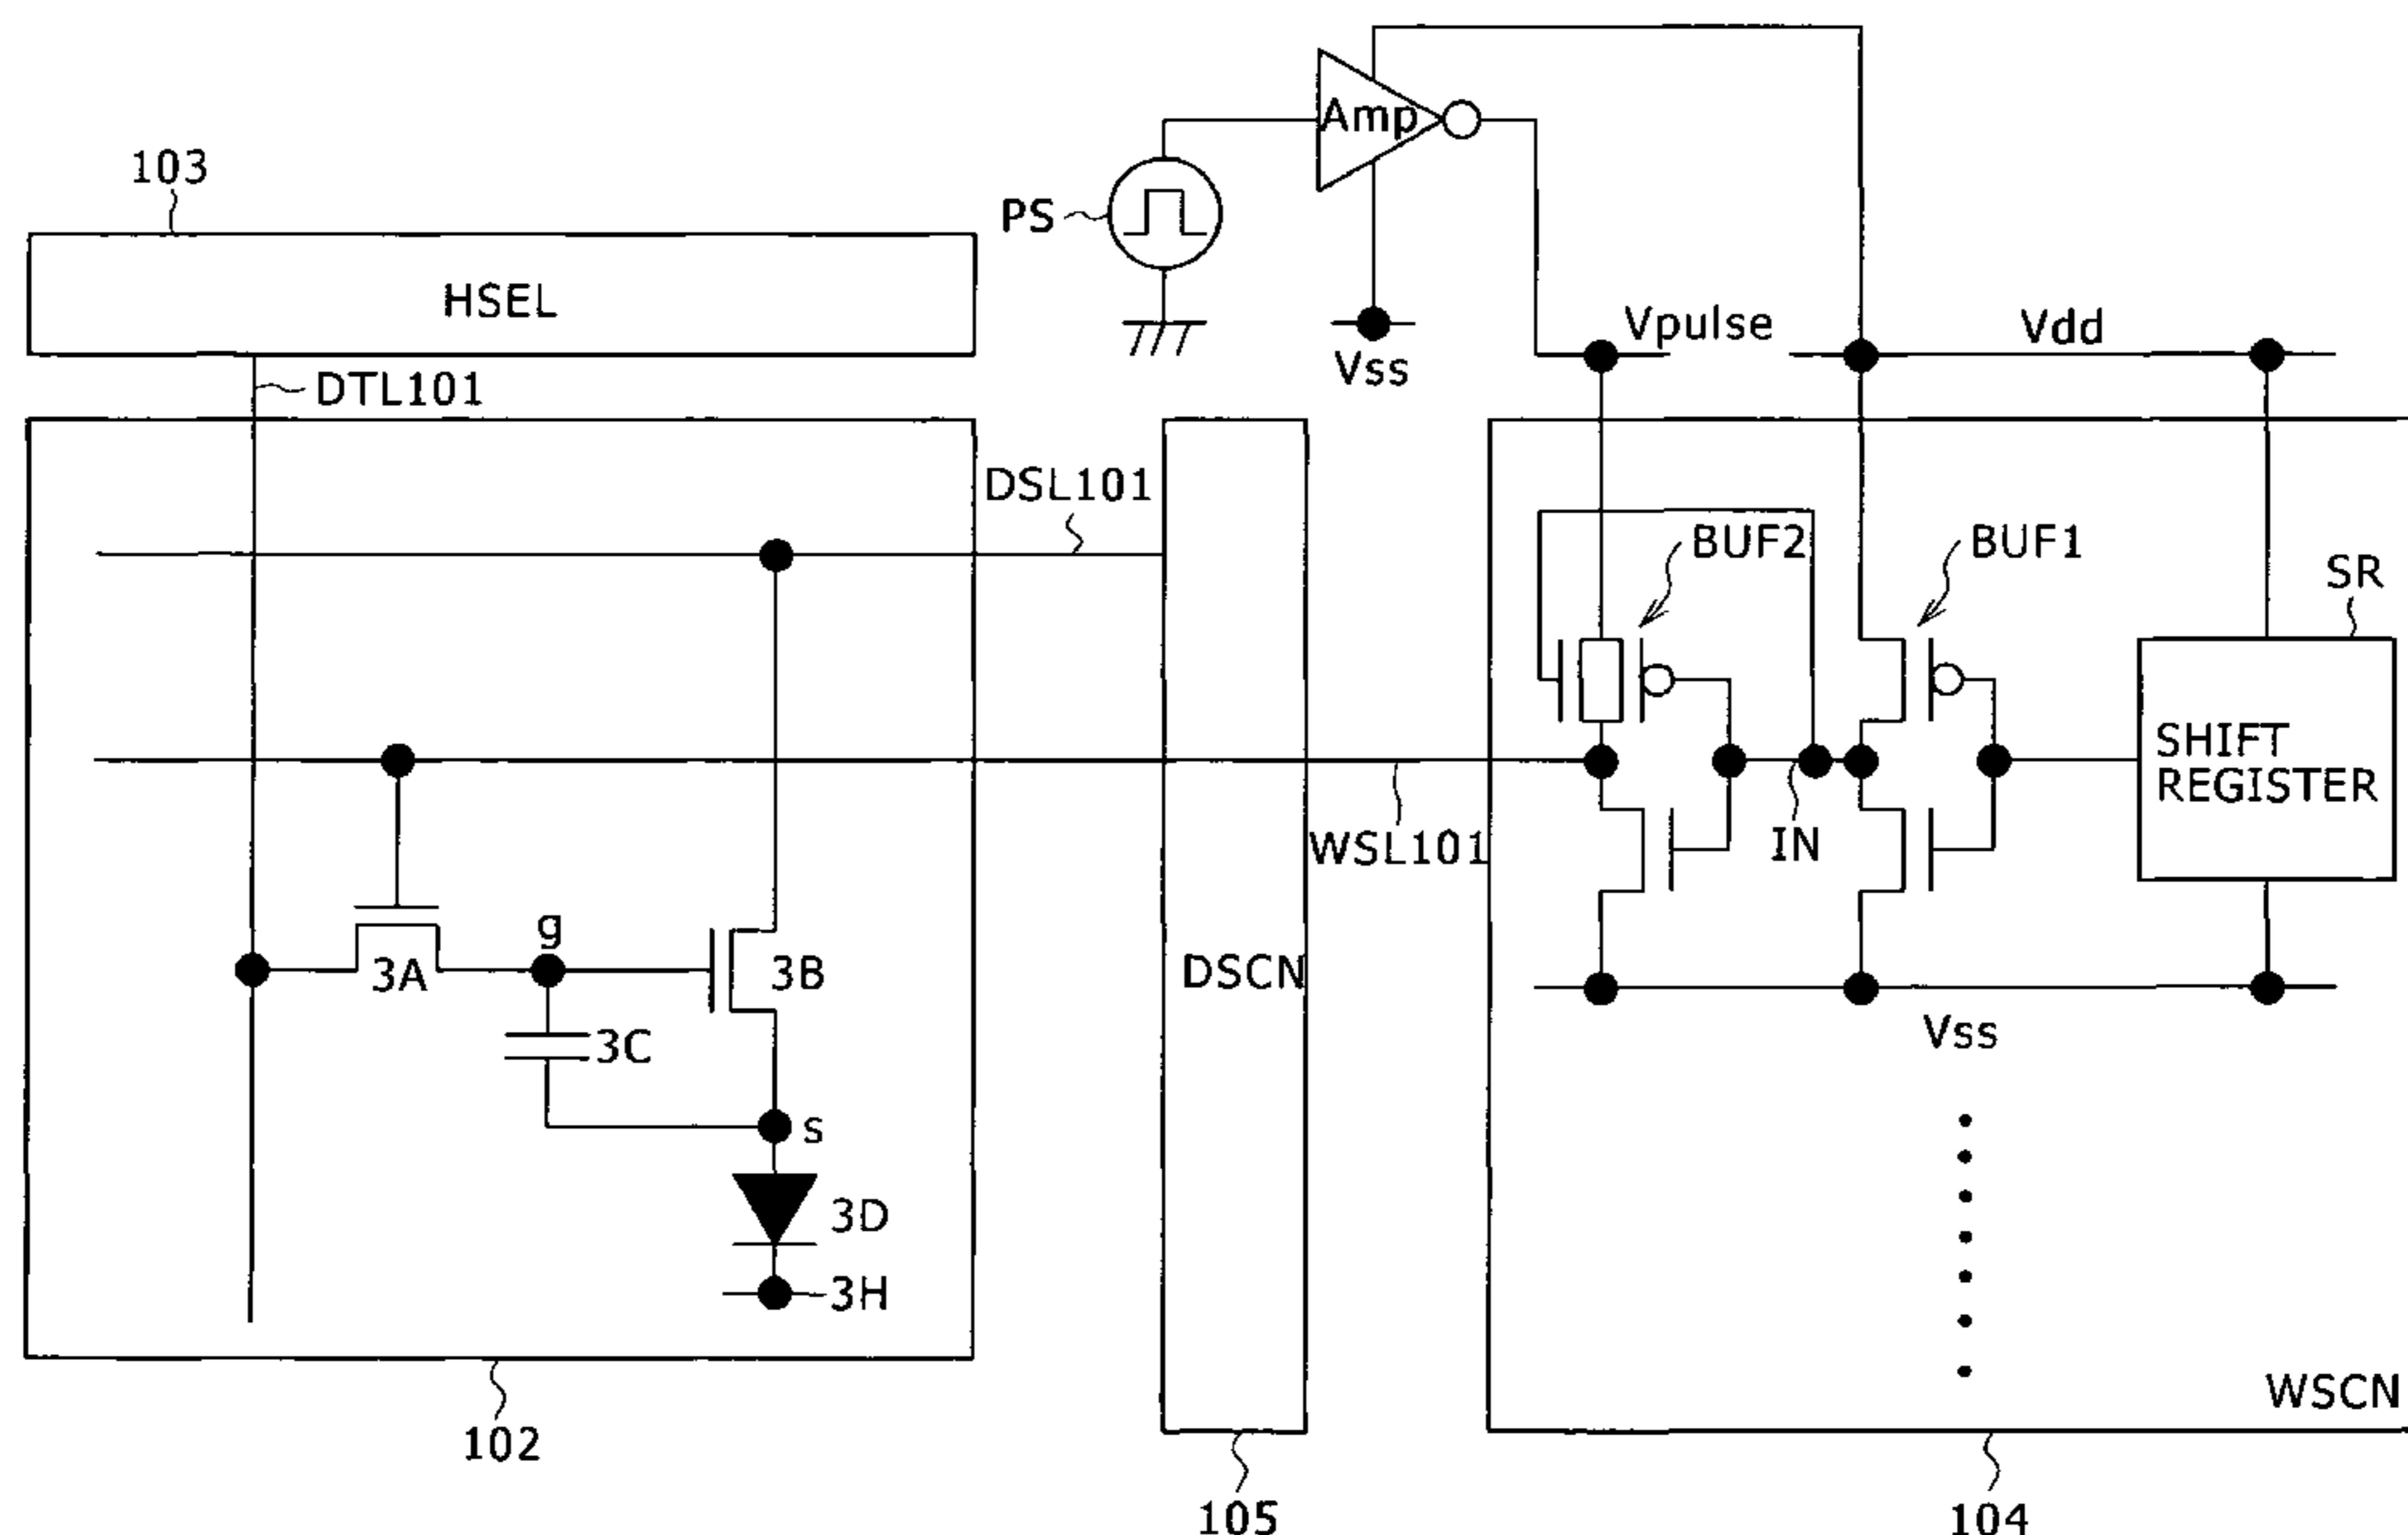 Amp
103
PS
HSEL
Vpulse
Vdd
Vss
DTL101
DSL101
BUF2
BUF1
SR
SHIFT
REGISTER
WSL101
IN
g
3A
3B
DSCN
3C
Vss
s
3D
3H
WSCN
102
105
104